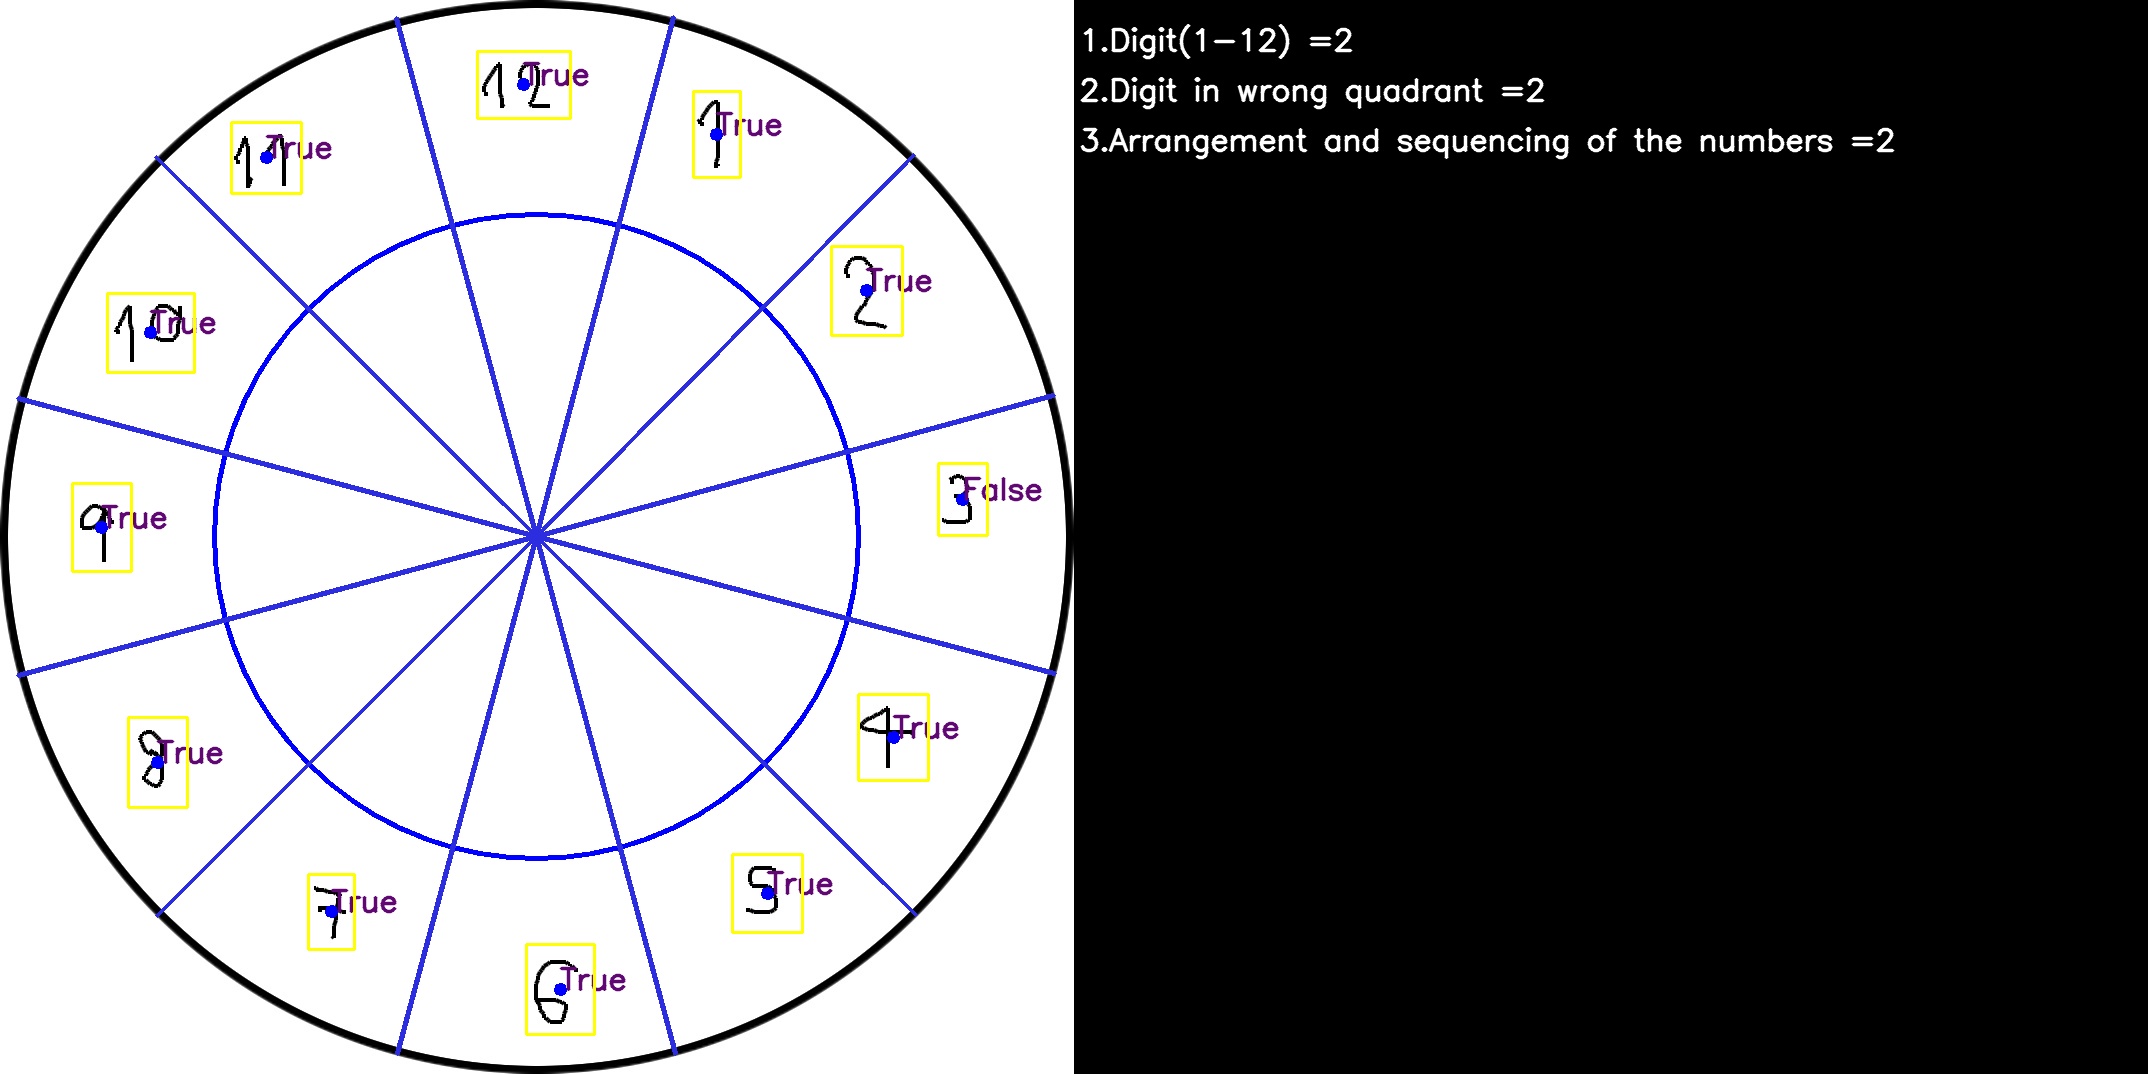 12 True
1 True
11 True
2 True
10 True
3 False
9 True
4 True
8 True
5 True
7 True
6 True
1.Digit(1-12) =2
2.Digit in wrong quadrant =2
3.Arrangement and sequencing of the numbers =2